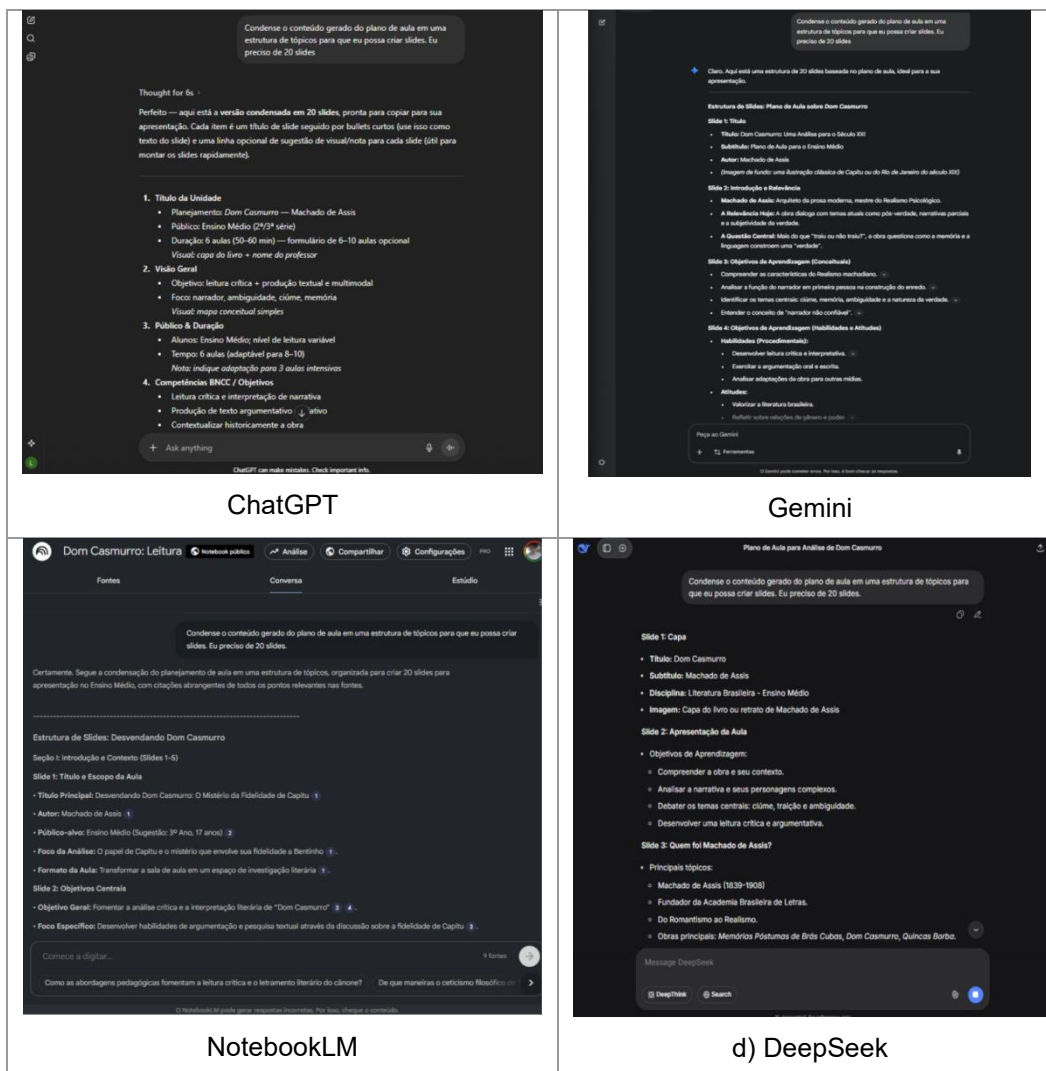 Condense o conteúdo gerado do plano de aula em uma
estrutura de tópicos para que eu possa criar slides. Eu
preciso de 20 slides
Thought for 6s
Perfeito — aqui está a versão condensada em 20 slides, pronta para copiar para sua
apresentação. Cada item é um título de slide seguido por bullets curtos (use isso como
texto do slide) e uma linha opcional de sugestão de visual/nota para cada slide (útil para
montar os slides rapidamente).
1. Título da Unidade
• Planejamento: Dom Casmurro — Machado de Assis
• Público: Ensino Médio (2ª/3ª série)
• Duração: 6 aulas (50–60 min) — formulário de 6–10 aulas opcional
Visual: capa do livro + nome do professor
2. Visão Geral
• Objetivo: leitura crítica + produção textual e multimodal
• Foco: narrador, ambiguidade, ciúme, memória
Visual: mapa conceitual simples
3. Público & Duração
• Alunos: Ensino Médio; nível de leitura variável
• Tempo: 6 aulas (adaptável para 8–10)
Nota: indique adaptação para 3 aulas intensivas
4. Competências BNCC / Objetivos
• Leitura crítica e interpretação de narrativa
• Produção de texto argumentativo
• Contextualizar historicamente a obra
Ask anything
ChatGPT can make mistakes. Check important info.
ChatGPT
Condense o conteúdo gerado do plano de aula em uma
estrutura de tópicos para que eu possa criar slides. Eu
preciso de 20 slides
Claro. Aqui está uma estrutura de 20 slides baseada no plano de aula, ideal para a sua
apresentação.
Estrutura de Slides: Plano de Aula sobre Dom Casmurro
Slide 1: Título
• Título: Dom Casmurro: Uma Análise para o Século XXI
• Subtítulo: Plano de Aula para o Ensino Médio
• Autor: Machado de Assis
• (Imagem de fundo: uma ilustração clássica de Capitu ou do Rio de Janeiro do século XIX)
Slide 2: Introdução e Relevância
• Machado de Assis: Arquiteto da prosa moderna, mestre do Realismo Psicológico.
• A Relevância Hoje: A obra dialoga com temas atuais como pós-verdade, narrativas parciais
e a subjetividade da verdade.
• A Questão Central: Mais do que "traiu ou não traiu?", a obra questiona como a memória e a
linguagem constroem uma "verdade".
Slide 3: Objetivos de Aprendizagem (Conceituais)
• Compreender as características do Realismo machadiano.
• Analisar a função do narrador em primeira pessoa na construção do enredo.
• Identificar os temas centrais: ciúme, memória, ambiguidade e a natureza da verdade.
• Entender o conceito de "narrador não confiável".
Slide 4: Objetivos de Aprendizagem (Habilidades e Atitudes)
• Habilidades (Procedimentais):
• Desenvolver leitura crítica e interpretativa.
• Exercitar a argumentação oral e escrita.
• Analisar adaptações da obra para outras mídias.
• Atitudes:
• Valorizar a literatura brasileira.
• Refletir sobre relações de gênero e poder.
Peça ao Gemini
Ferramentas
O Gemini pode cometer erros. Por isso, é bom checar as respostas.
Gemini
Dom Casmurro: Leitura Notebook público Análise Compartilhar Configurações PRO
Fontes Conversa Estúdio
Condense o conteúdo gerado do plano de aula em uma estrutura de tópicos para que eu possa criar
slides. Eu preciso de 20 slides.
Certamente. Segue a condensação do planejamento de aula em uma estrutura de tópicos, organizada para criar 20 slides para
apresentação no Ensino Médio, com citações abrangentes de todos os pontos relevantes nas fontes.
Estrutura de Slides: Desvendando Dom Casmurro
Seção I: Introdução e Contexto (Slides 1-5)
Slide 1: Título e Escopo da Aula
• Título Principal: Desvendando Dom Casmurro: O Mistério da Fidelidade de Capitu 1
• Autor: Machado de Assis 1
• Público-alvo: Ensino Médio (Sugestão: 3º Ano, 17 anos) 2
• Foco da Análise: O papel de Capitu e o mistério que envolve sua fidelidade a Bentinho 1.
• Formato da Aula: Transformar a sala de aula em um espaço de investigação literária 1.
Slide 2: Objetivos Centrais
• Objetivo Geral: Fomentar a análise crítica e a interpretação literária de "Dom Casmurro" 3 4.
• Foco Específico: Desenvolver habilidades de argumentação e pesquisa textual através da discussão sobre a fidelidade de Capitu 3.
Comece a digitar... 4 fontes
Como as abordagens pedagógicas fomentam a leitura crítica e o letramento literário do cânone? De que maneiras o ceticismo filosófico
O NotebookLM pode gerar respostas incorretas. Por isso, cheque o conteúdo.
NotebookLM
Plano de Aula para Análise de Dom Casmurro
Condense o conteúdo gerado do plano de aula em uma estrutura de tópicos para
que eu possa criar slides. Eu preciso de 20 slides.
Slide 1: Capa
• Título: Dom Casmurro
• Subtítulo: Machado de Assis
• Disciplina: Literatura Brasileira - Ensino Médio
• Imagem: Capa do livro ou retrato de Machado de Assis
Slide 2: Apresentação da Aula
• Objetivos de Aprendizagem:
Compreender a obra e seu contexto.
Analisar a narrativa e seus personagens complexos.
Debater os temas centrais: ciúme, traição e ambiguidade.
Desenvolver uma leitura crítica e argumentativa.
Slide 3: Quem foi Machado de Assis?
• Principais tópicos:
Machado de Assis (1839-1908)
Fundador da Academia Brasileira de Letras.
Do Romantismo ao Realismo.
Obras principais: Memórias Póstumas de Brás Cubas, Dom Casmurro, Quincas Borba.
Message DeepSeek
DeepThink Search
d) DeepSeek